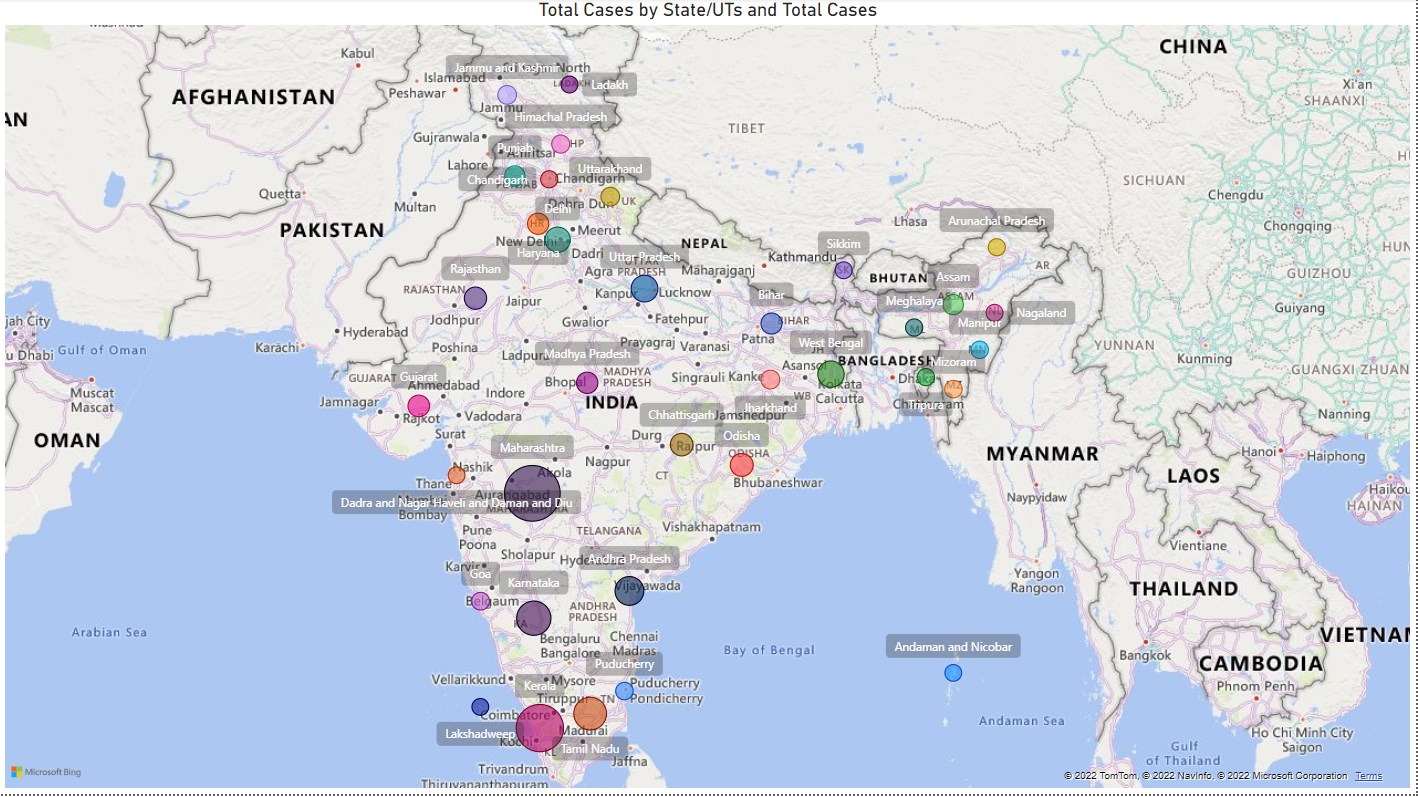 Total Cases by State/UTs and Total Cases
CHINA
Kabul
Jammu and Kashmir
North
Islamabad
Xi'an
Ladakh
Peshawar
AFGHANISTAN
SHAANXI
Jammu
Himachal Pradesh
TIBET
Gujranwala
HP
Punjab
Lahore
Uttarakhand
Chandigarh
Chandigarh
SICHUAN
Chengdu
Quetta
Multan
Dehra Dun
UK
Delhi
Lhasa
Arunachal Pradesh
HR
PAKISTAN
Meerut
Chongqing
New Delhi
NEPAL
Sikkim
Haryana
Dadri
Uttar Pradesh
Kathmandu
AR
Rajasthan
Agra
PRADESH
Maharajganj
SK
BHUTAN
Assam
GUIZHOU
RAJASTHAN
Kanpur
Lucknow
Bihar
Meghalaya
ASSAM
Jaipur
Guiyang
Jodhpur
Gwalior
Fatehpur
BIHAR
Manipur
Nagaland
Hyderabad
Patna
West Bengal
Karachi
Gulf of Oman
Poshina
Prayagraj
Varanasi
YUNNAN
Kunming
Ladpura
Madhya Pradesh
JH
BANGLADESH
Mizoram
MN
GUANGXI ZHUANG
GUJARAT
Gujarat
Ahmedabad
Bhopal
MADHYA
PRADESH
Singrauli
Asansol
Dhaka
Muscat
Mascat
Kolkata
MZ
Jamnagar
INDIA
WB
Calcutta
Tripura
Nanning
Rajkot
Vadodara
Chhattisgarh
Jamshedpur
Jharkhand
OMAN
Surat
Durg
Raipur
Odisha
Maharashtra
ODISHA
MYANMAR
Hanoi
Haiphong
Nashik
Akola
Nagpur
CT
LAOS
Thane
Bhubaneshwar
Naypyidaw
Aurangabad
Dadra and Nagar Haveli and Daman and Diu
Mumbai
Bombay
HAINAN
Pune
Poona
TELANGANA
Vishakhapatnam
Vientiane
Sholapur
Andhra Pradesh
Goa
Karnataka
Vijayawada
Yangon
Rangoon
THAILAND
Belgaum
ANDHRA
PRADESH
KA
Arabian Sea
Bengaluru
Bangalore
Chennai
Madras
Bay of Bengal
Andaman and Nicobar
Bangkok
Puducherry
CAMBODIA
Vellarikkund
Mysore
Kerala
Puducherry
Pondicherry
Phnom Penh
Tiruppur
TN
Coimbatore
Andaman Sea
Lakshadweep
Madurai
Ho Chi Minh City
Saigon
Kochi
KL
Tamil Nadu
Jaffna
Gulf
of Thailand
Trivandrum
Thiruvananthapuram
Microsoft Bing
© 2022 TomTom, © 2022 NavInfo, © 2022 Microsoft Corporation Terms